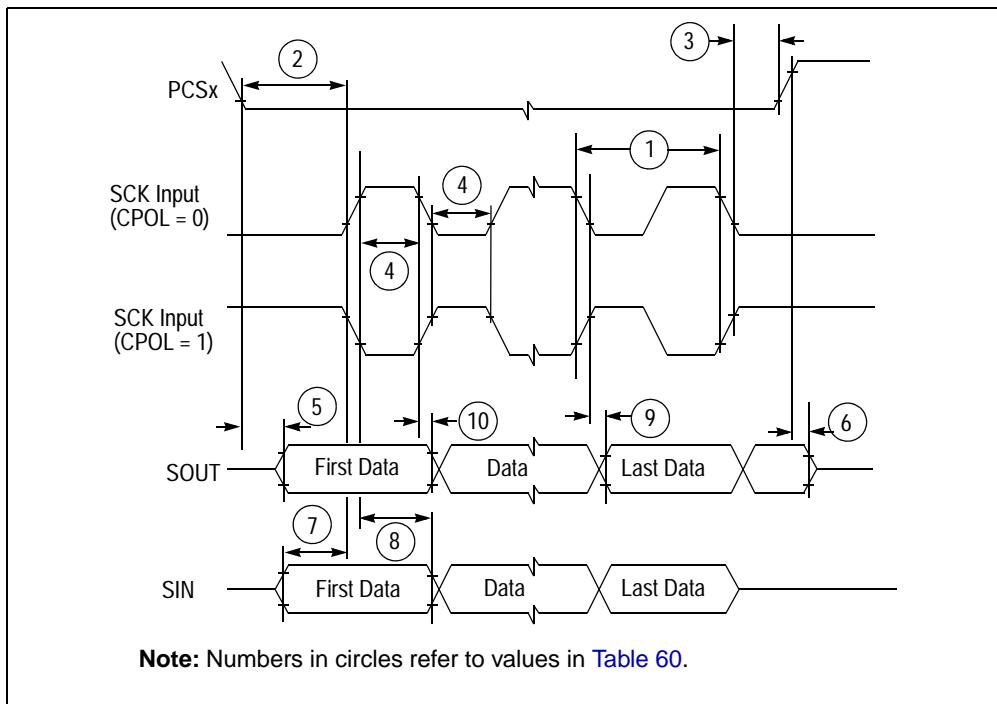 3
2
PCSx
1
SCK Input
(CPOL = 0)
4
4
SCK Input
(CPOL = 1)
5
10
9
6
SOUT
First Data
Data
Last Data
7
8
SIN
First Data
Data
Last Data
Note: Numbers in circles refer to values in Table 60.